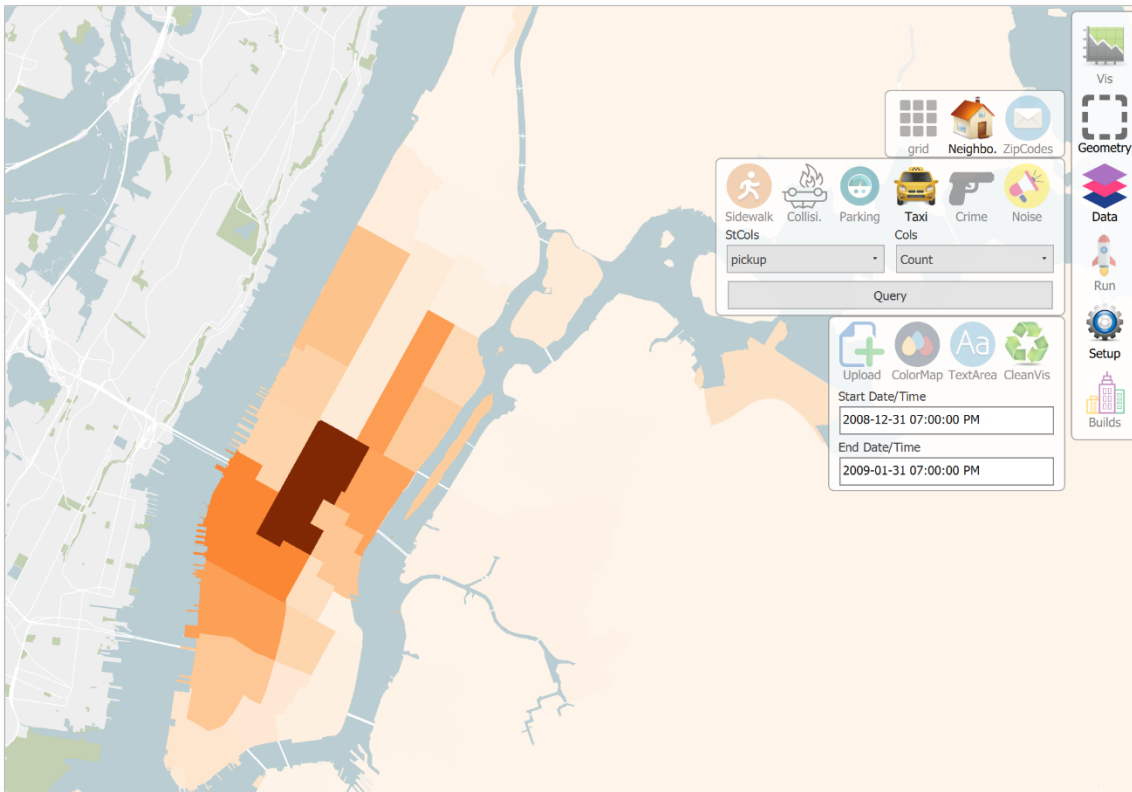 Vis
grid Neighbo. ZipCodes
Geometry
Sidewalk Collisi. Parking Taxi Crime Noise
Data
StCols Cols
pickup Count
Query
Run
Upload ColorMap TextArea CleanVis
Setup
Start Date/Time
2008-12-31 07:00:00 PM
Builds
End Date/Time
2009-01-31 07:00:00 PM
Aa